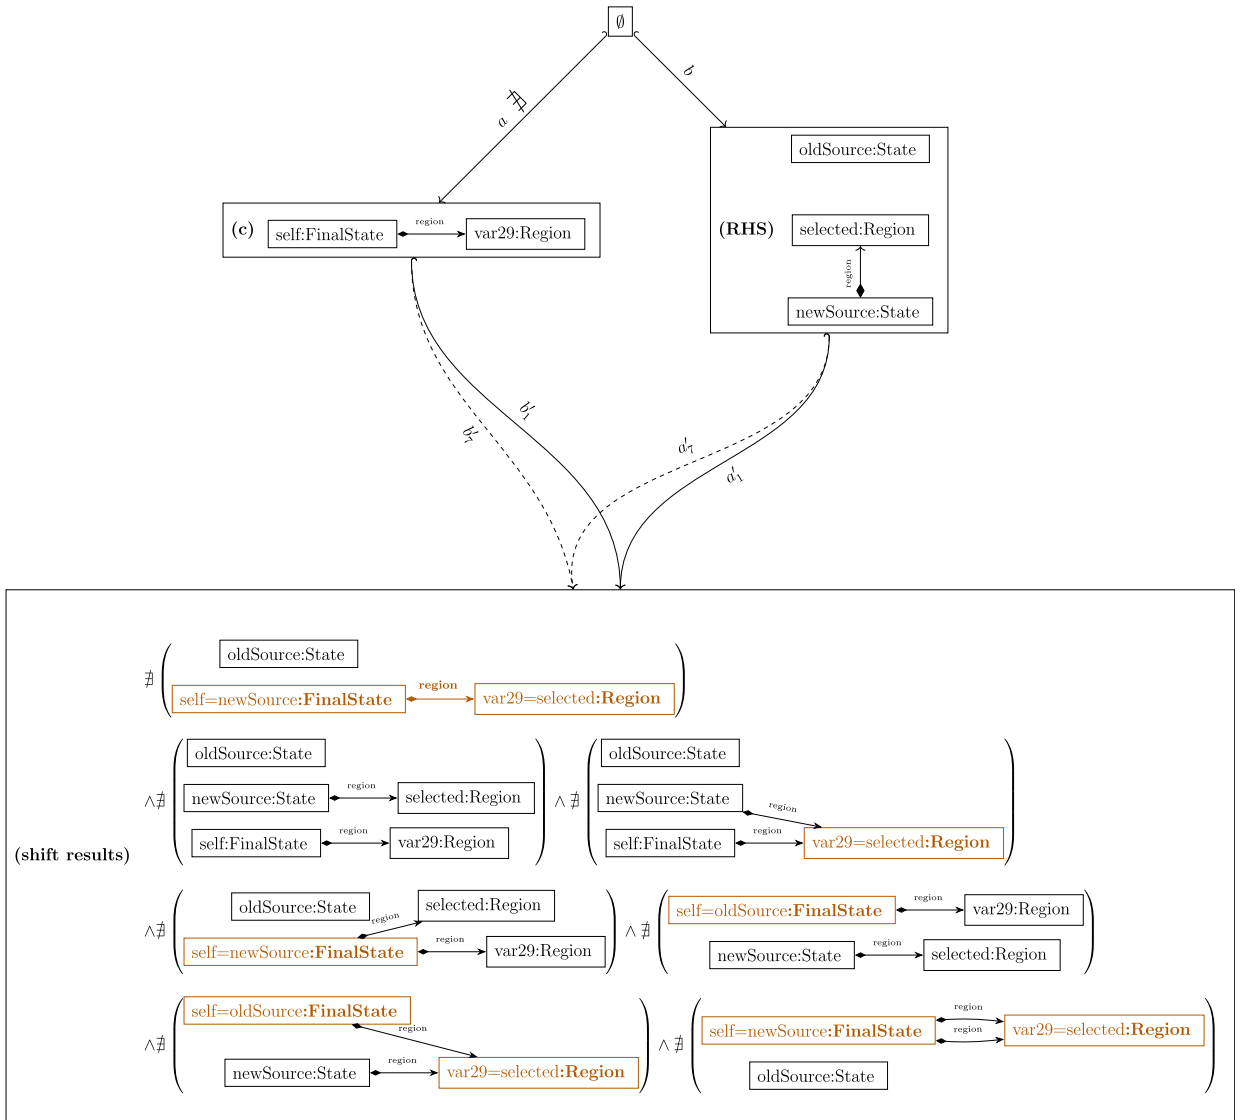 ∅
a ∄
b
oldSource:State
(c)
self:FinalState
region
var29:Region
(RHS)
selected:Region
region
newSource:State
b′₁
b′₇
a′₇
a′₁
(shift results)
∄
oldSource:State
self=newSource:FinalState
region
var29=selected:Region
∧∄
oldSource:State
newSource:State
region
selected:Region
self:FinalState
region
var29:Region
∧ ∄
oldSource:State
newSource:State
region
self:FinalState
region
var29=selected:Region
∧∄
oldSource:State
selected:Region
region
self=newSource:FinalState
region
var29:Region
∧ ∄
self=oldSource:FinalState
region
var29:Region
newSource:State
region
selected:Region
∧∄
self=oldSource:FinalState
region
newSource:State
region
var29=selected:Region
∧ ∄
self=newSource:FinalState
region
region
var29=selected:Region
oldSource:State